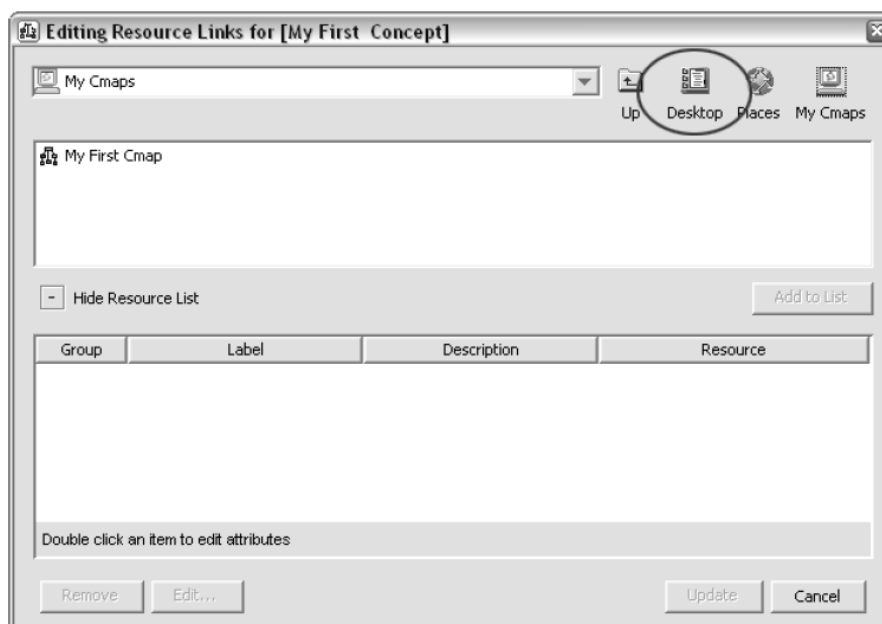 Editing Resource Links for [My First Concept]
My Cmaps
Up Desktop Places My Cmaps
My First Cmap
- Hide Resource List Add to List
Group Label Description Resource
Double click an item to edit attributes
Remove Edit... Update Cancel